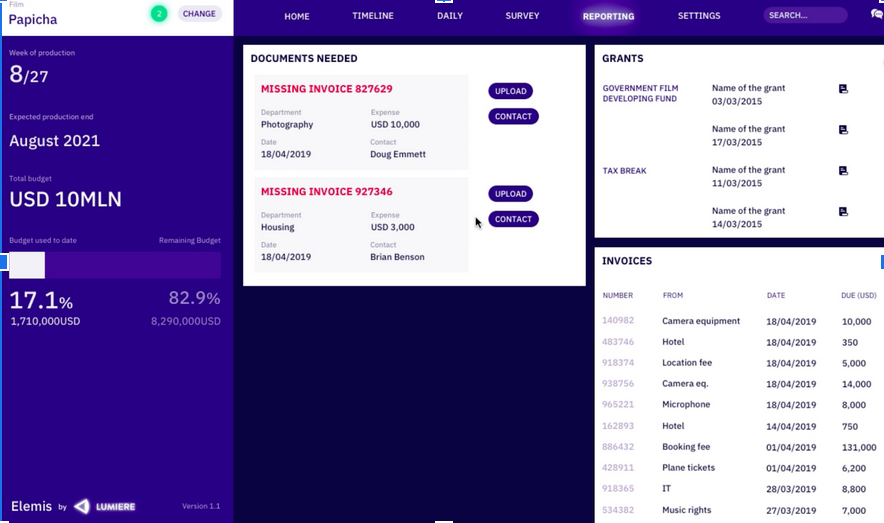 Film
Papicha
2
CHANGE
HOME
TIMELINE
DAILY
SURVEY
REPORTING
SETTINGS
SEARCH...
Week of production
8/27
Expected production end
August 2021
Total budget
USD 10MLN
Budget used to date
Remaining Budget
17.1%
82.9%
1,710,000USD
8,290,000USD
Elemis by LUMIERE
Version 1.1
DOCUMENTS NEEDED
MISSING INVOICE 827629
UPLOAD
CONTACT
Department
Expense
Photography
USD 10,000
Date
Contact
18/04/2019
Doug Emmett
MISSING INVOICE 927346
UPLOAD
CONTACT
Department
Expense
Housing
USD 3,000
Date
Contact
18/04/2019
Brian Benson
GRANTS
GOVERNMENT FILM
DEVELOPING FUND
Name of the grant
03/03/2015
Name of the grant
17/03/2015
TAX BREAK
Name of the grant
11/03/2015
Name of the grant
14/03/2015
INVOICES
NUMBER FROM DATE DUE (USD)
140982 Camera equipment 18/04/2019 10,000
483746 Hotel 18/04/2019 350
918374 Location fee 18/04/2019 5,000
938756 Camera eq. 18/04/2019 14,000
965221 Microphone 18/04/2019 8,000
162893 Hotel 14/04/2019 750
886432 Booking fee 01/04/2019 131,000
428911 Plane tickets 01/04/2019 6,200
918365 IT 28/03/2019 8,800
534382 Music rights 27/03/2019 7,000